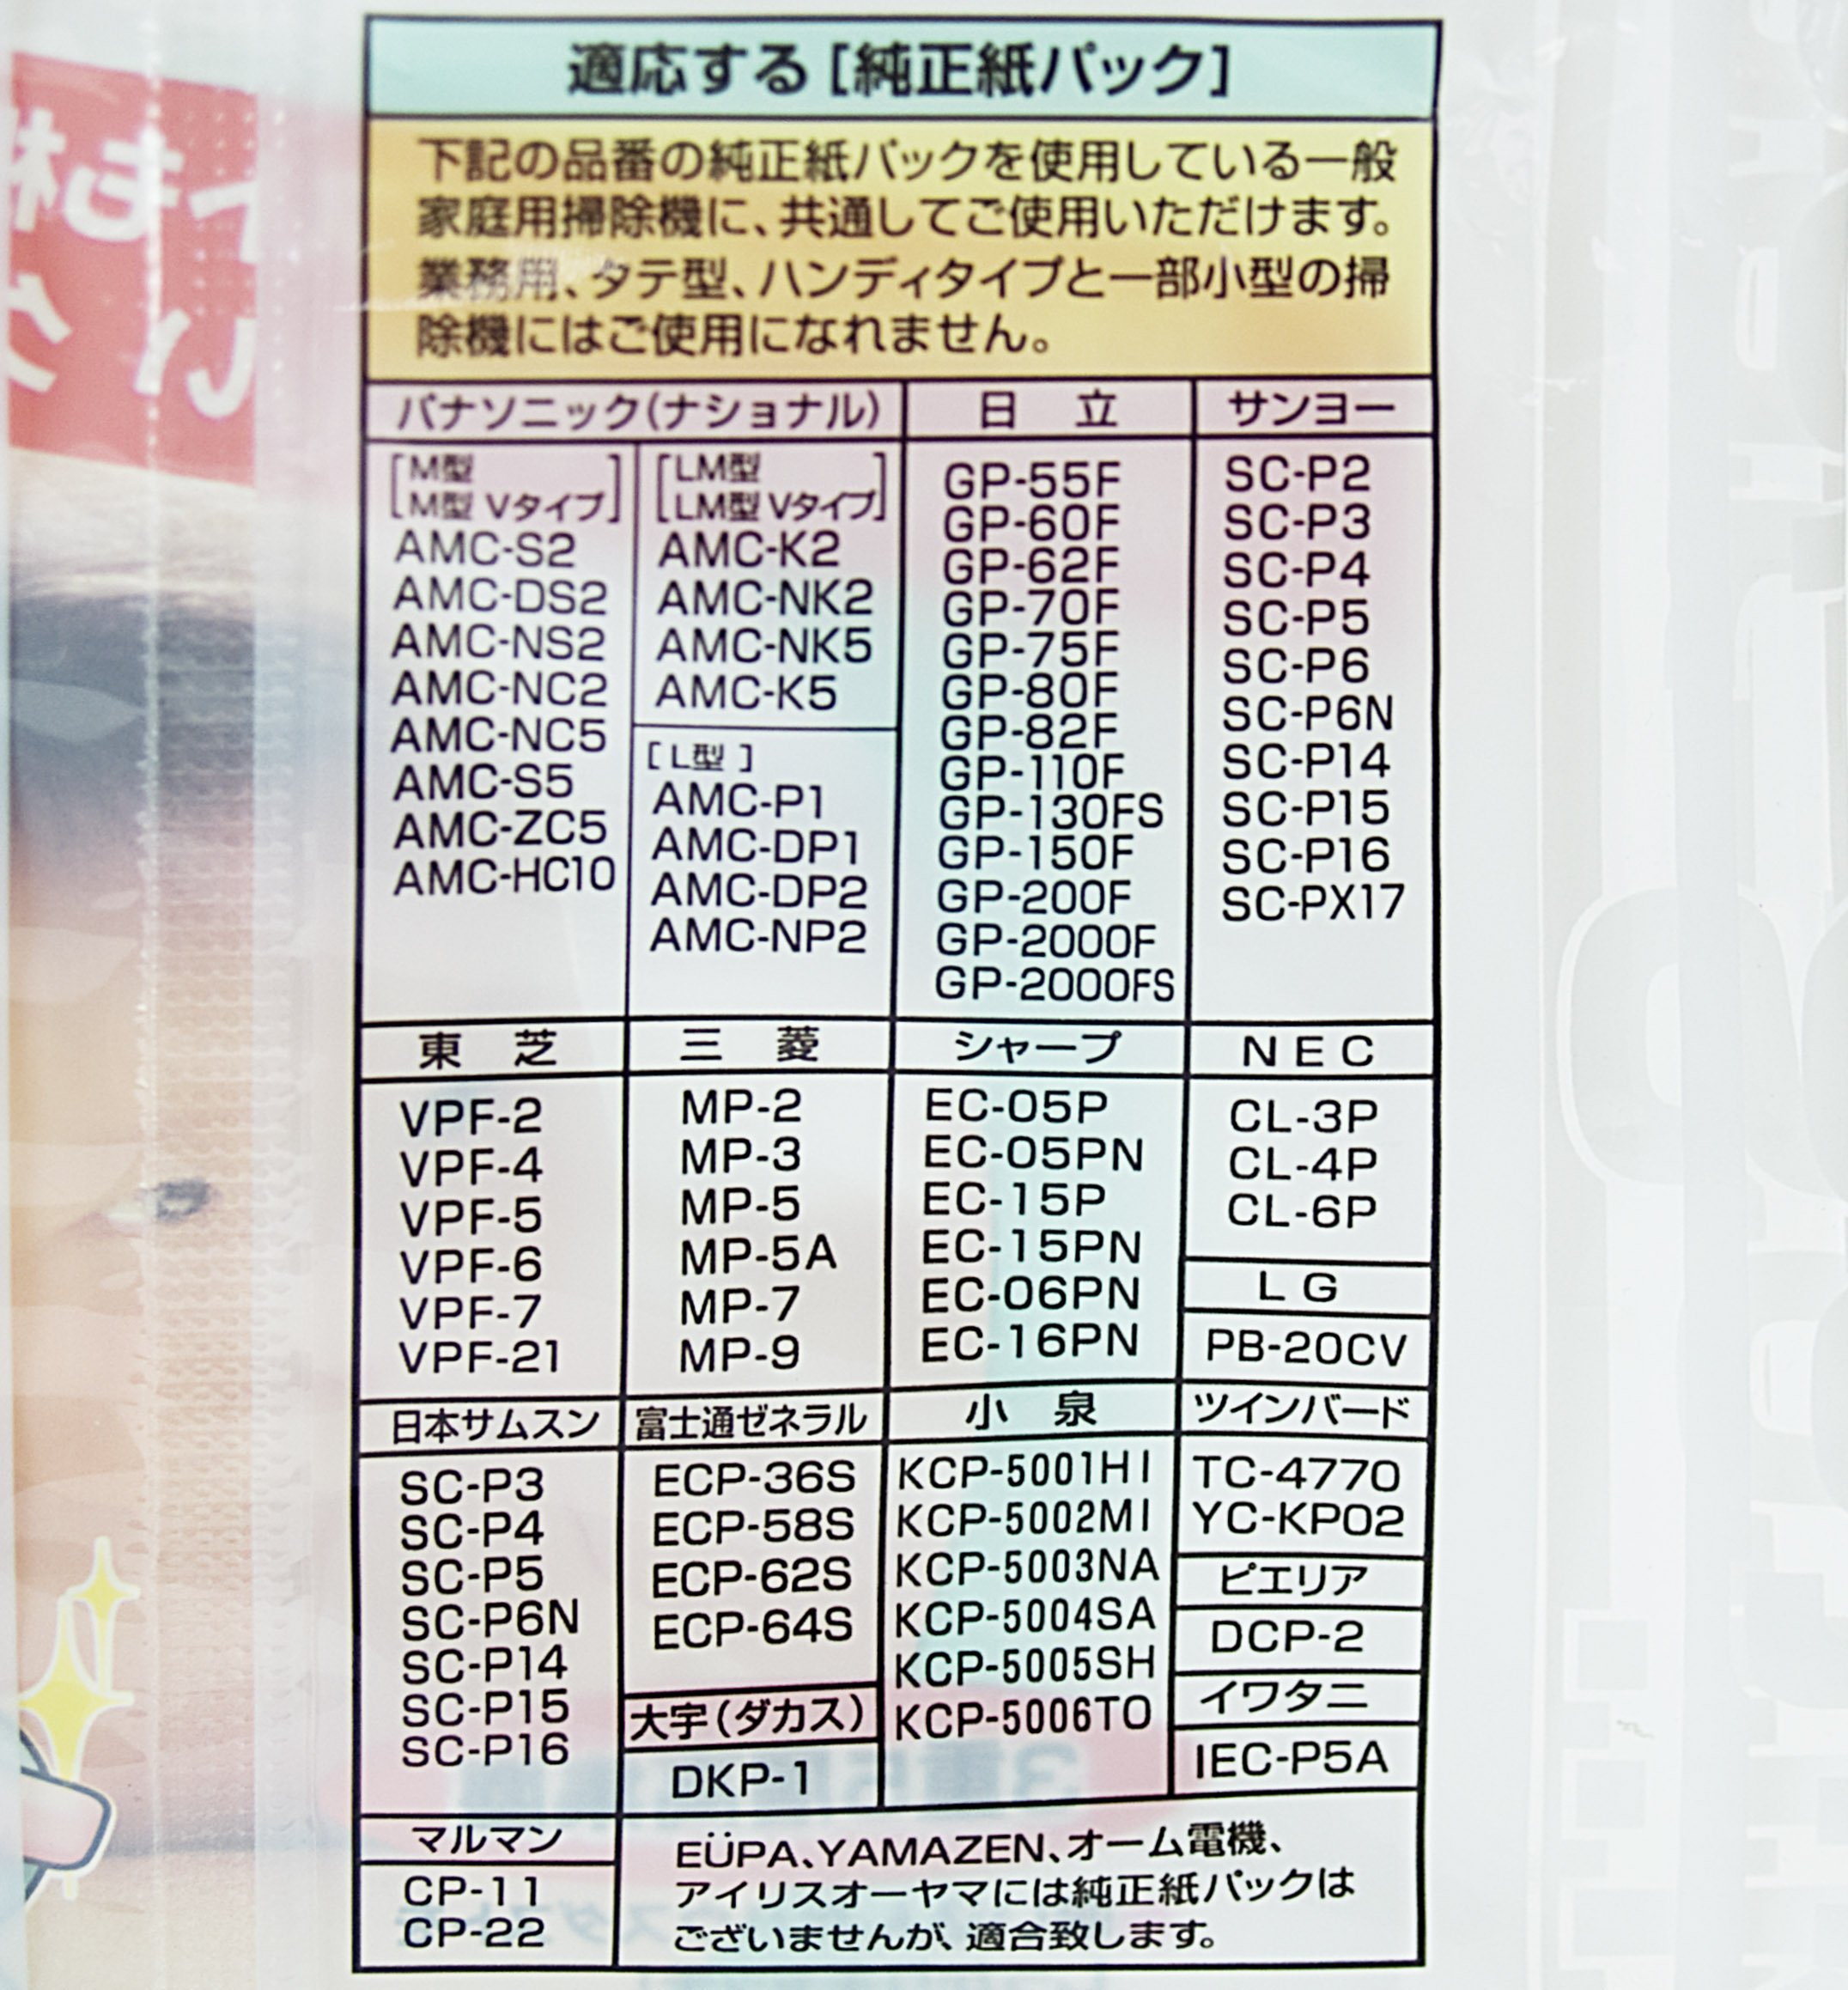 適応する[純正紙パック]
下記の品番の純正紙パックを使用している一般
家庭用掃除機に、共通してご使用いただけます。
業務用、タテ型、ハンディタイプと一部小型の掃
除機にはご使用になれません。
パナソニック(ナショナル)
[M型
M型 Vタイプ]
AMC-S2
AMC-DS2
AMC-NS2
AMC-NC2
AMC-NC5
AMC-S5
AMC-ZC5
AMC-HC10
[LM型
LM型 Vタイプ]
AMC-K2
AMC-NK2
AMC-NK5
AMC-K5
[L型]
AMC-P1
AMC-DP1
AMC-DP2
AMC-NP2
日 立
GP-55F
GP-60F
GP-62F
GP-70F
GP-75F
GP-80F
GP-82F
GP-110F
GP-130FS
GP-150F
GP-200F
GP-2000F
GP-2000FS
サンヨー
SC-P2
SC-P3
SC-P4
SC-P5
SC-P6
SC-P6N
SC-P14
SC-P15
SC-P16
SC-PX17
東 芝
VPF-2
VPF-4
VPF-5
VPF-6
VPF-7
VPF-21
三 菱
MP-2
MP-3
MP-5
MP-5A
MP-7
MP-9
シャープ
EC-05P
EC-05PN
EC-15P
EC-15PN
EC-06PN
EC-16PN
NEC
CL-3P
CL-4P
CL-6P
LG
PB-20CV
日本サムスン
SC-P3
SC-P4
SC-P5
SC-P6N
SC-P14
SC-P15
SC-P16
富士通ゼネラル
ECP-36S
ECP-58S
ECP-62S
ECP-64S
大宇(ダカス)
DKP-1
小 泉
KCP-5001HI
KCP-5002MI
KCP-5003NA
KCP-5004SA
KCP-5005SH
KCP-5006TO
ツインバード
TC-4770
YC-KP02
ピエリア
DCP-2
イワタニ
IEC-P5A
マルマン
CP-11
CP-22
EÜPA、YAMAZEN、オーム電機、
アイリスオーヤマには純正紙パックは
ございませんが、適合致します。